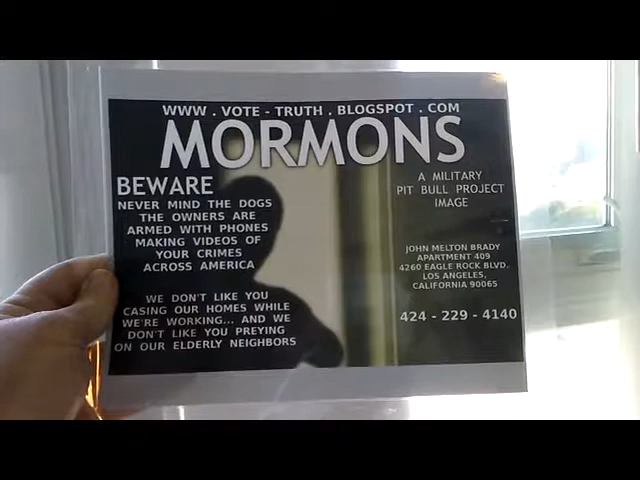 WWW . VOTE - TRUTH . BLOGSPOT . COM
MORMONS
BEWARE
NEVER MIND THE DOGS
THE OWNERS ARE
ARMED WITH PHONES
MAKING VIDEOS OF
YOUR CRIMES
ACROSS AMERICA
WE DON'T LIKE YOU
CASING OUR HOMES WHILE
WE'RE WORKING... AND WE
DON'T LIKE YOU PREYING
ON OUR ELDERLY NEIGHBORS
A MILITARY
PIT BULL PROJECT
IMAGE
JOHN MELTON BRADY
APARTMENT 409
4260 EAGLE ROCK BLVD.
LOS ANGELES,
CALIFORNIA 90065
424 - 229 - 4140